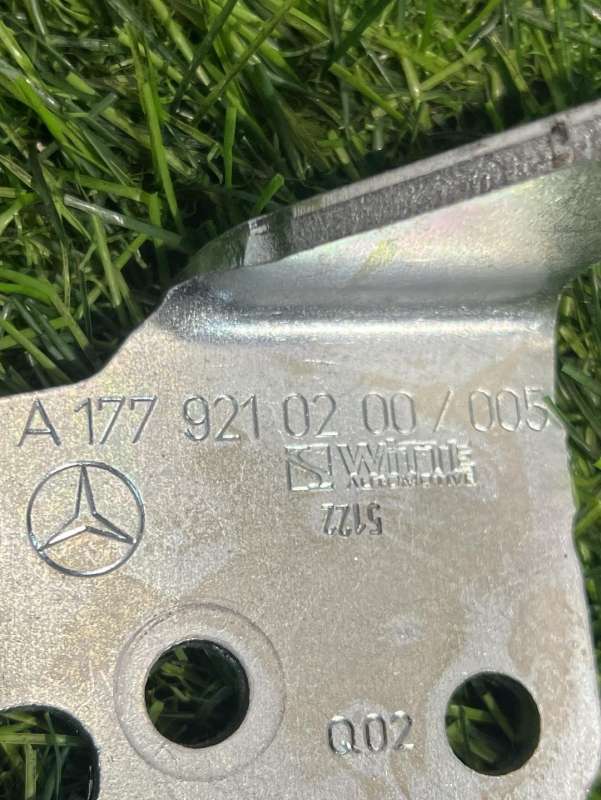 A 177 921 02 00 / 005
Witte
AUTOMOTIVE
5122
Q02